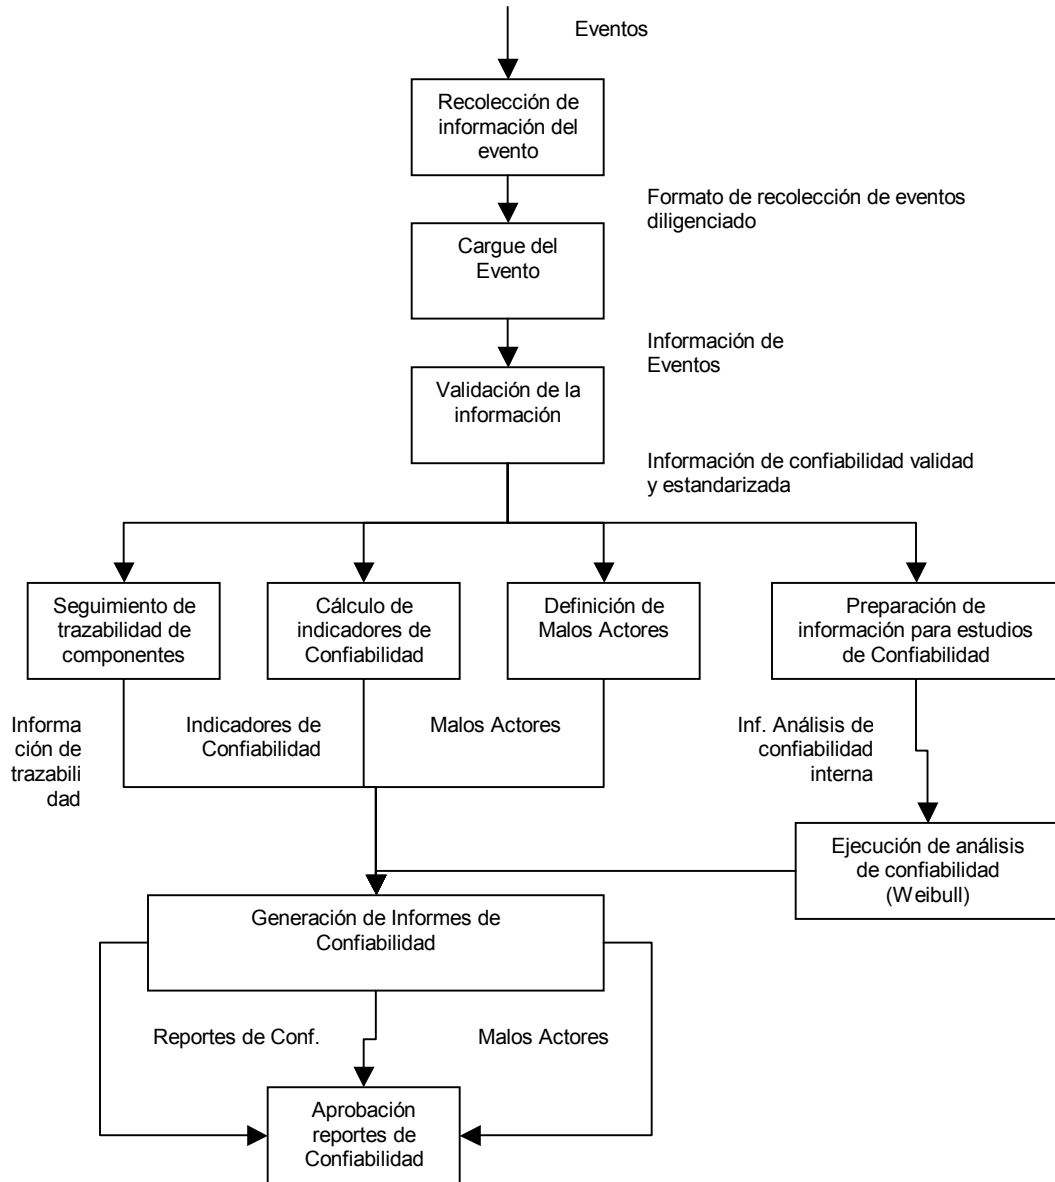 Eventos
Recolección de
información del
evento
Formato de recolección de eventos
diligenciado
Cargue del
Evento
Información de
Eventos
Validación de la
información
Información de confiabilidad validad
y estandarizada
Seguimiento de
trazabilidad de
componentes
Cálculo de
indicadores de
Confiabilidad
Definición de
Malos Actores
Preparación de
información para estudios
de Confiabilidad
Informa
ción de
trazabili
dad
Indicadores de
Confiabilidad
Malos Actores
Inf. Análisis de
confiabilidad
interna
Ejecución de análisis
de confiabilidad
(Weibull)
Generación de Informes de
Confiabilidad
Reportes de Conf.
Malos Actores
Aprobación
reportes de
Confiabilidad